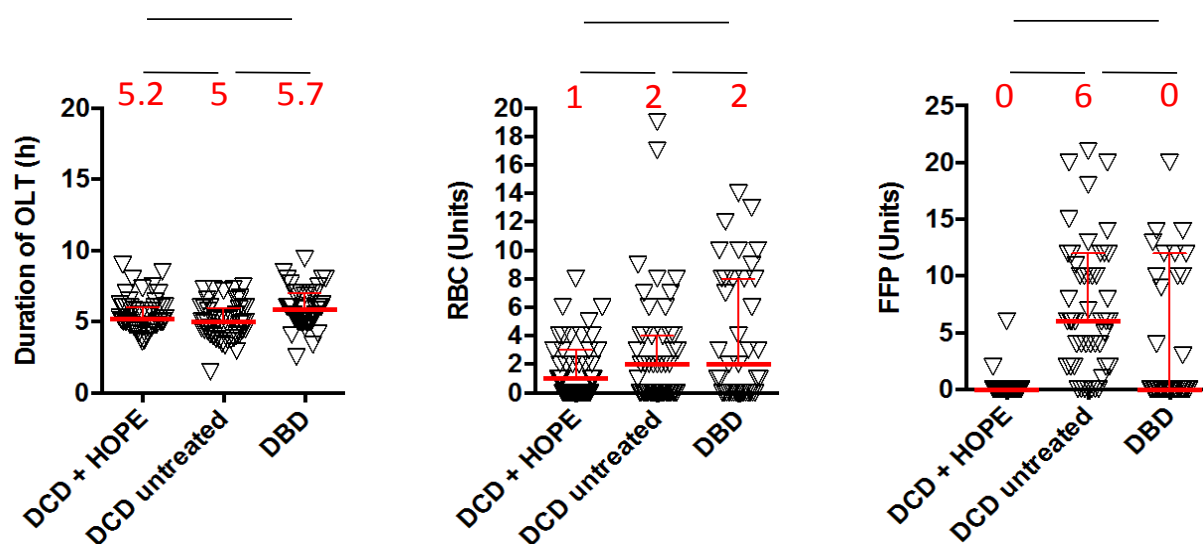 5.2 5 5.7
20
15
10
5
0
Duration of OLT (h)
DCD + HOPE
DCD untreated
DBD
1 2 2
20
18
16
14
12
10
8
6
4
2
0
RBC (Units)
DCD + HOPE
DCD untreated
DBD
0 6 0
25
20
15
10
5
0
FFP (Units)
DCD + HOPE
DCD untreated
DBD